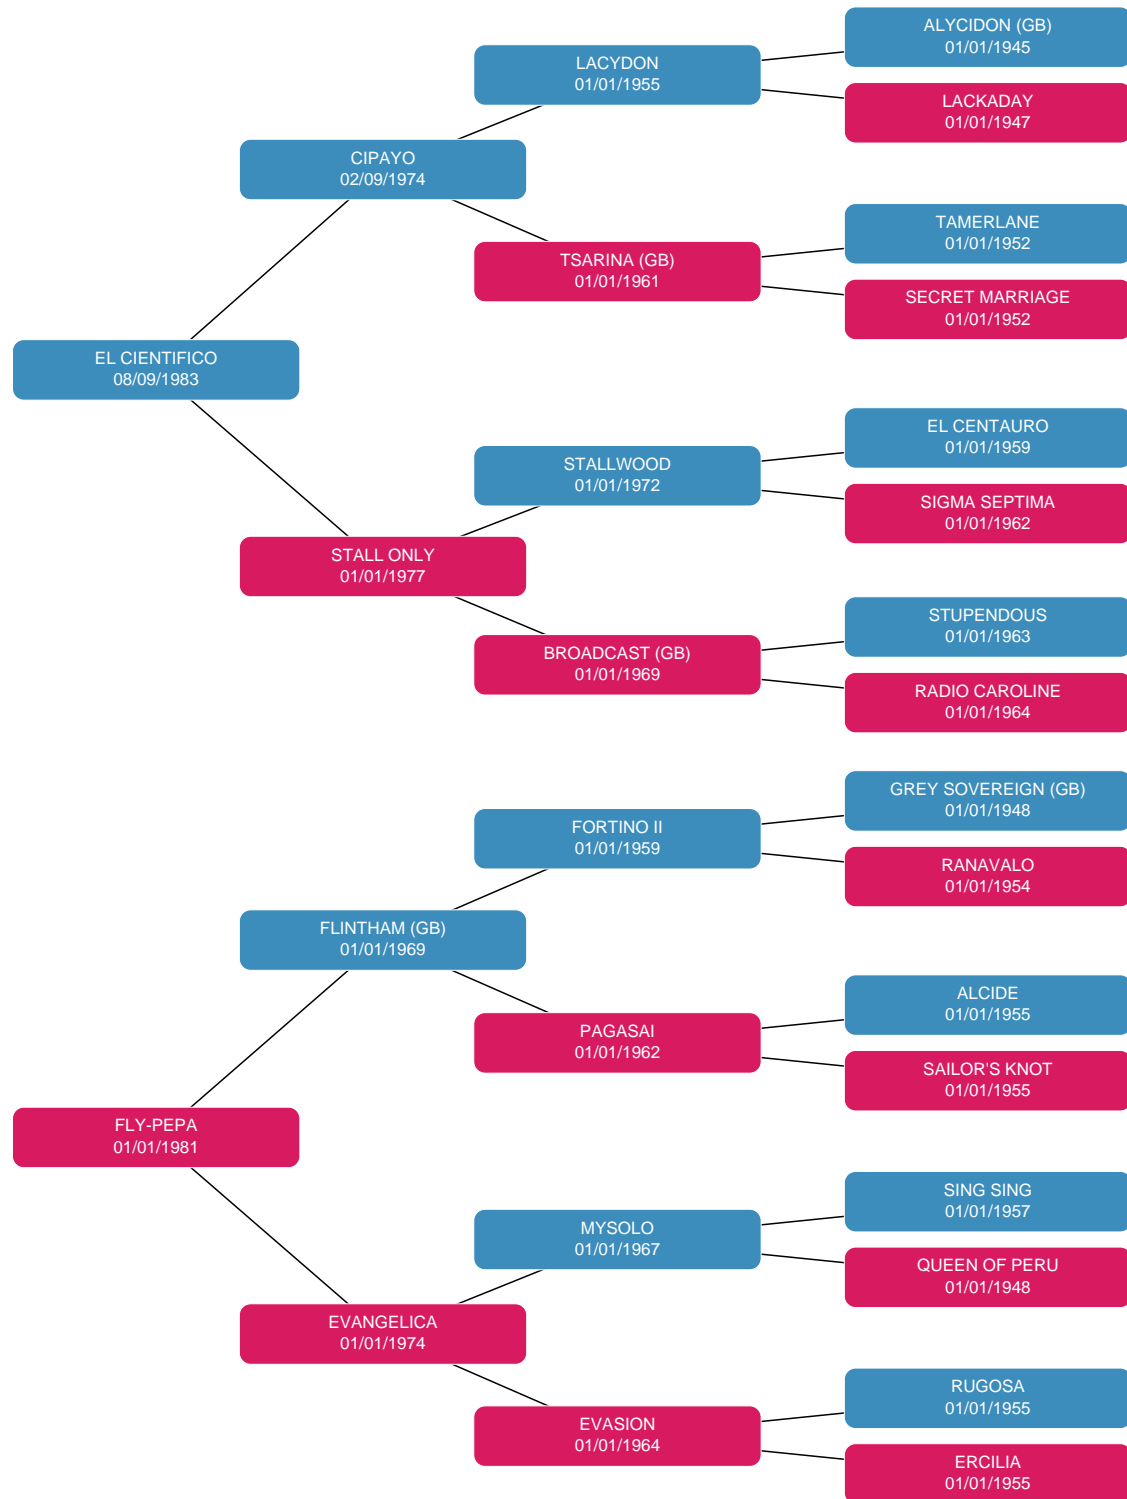 ALYCIDON (GB)
01/01/1945
LACYDON
01/01/1955
LACKADAY
01/01/1947
CIPAYO
02/09/1974
TAMERLANE
01/01/1952
TSARINA (GB)
01/01/1961
SECRET MARRIAGE
01/01/1952
EL CIENTIFICO
08/09/1983
EL CENTAURO
01/01/1959
STALLWOOD
01/01/1972
SIGMA SEPTIMA
01/01/1962
STALL ONLY
01/01/1977
STUPENDOUS
01/01/1963
BROADCAST (GB)
01/01/1969
RADIO CAROLINE
01/01/1964
GREY SOVEREIGN (GB)
01/01/1948
FORTINO II
01/01/1959
RANAVALO
01/01/1954
FLINTHAM (GB)
01/01/1969
ALCIDE
01/01/1955
PAGASAI
01/01/1962
SAILOR'S KNOT
01/01/1955
FLY-PEPA
01/01/1981
SING SING
01/01/1957
MYSOLO
01/01/1967
QUEEN OF PERU
01/01/1948
EVANGELICA
01/01/1974
RUGOSA
01/01/1955
EVASION
01/01/1964
ERCILIA
01/01/1955